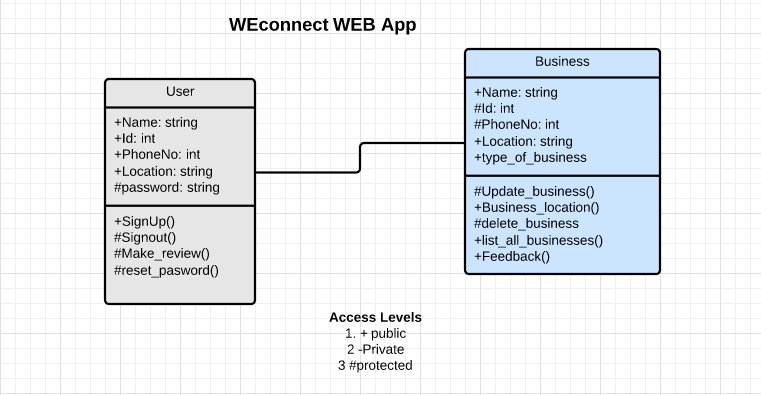 WEconnect WEB App
User
+Name: string
+Id: int
+PhoneNo: int
+Location: string
#password: string
+SignUp()
#Signout()
#Make_review()
#reset_pasword()
Business
+Name: string
#Id: int
#PhoneNo: int
+Location: string
+type_of_business
#Update_business()
+Business_location()
#delete_business
+list_all_businesses()
+Feedback()
Access Levels
1. + public
2 -Private
3 #protected